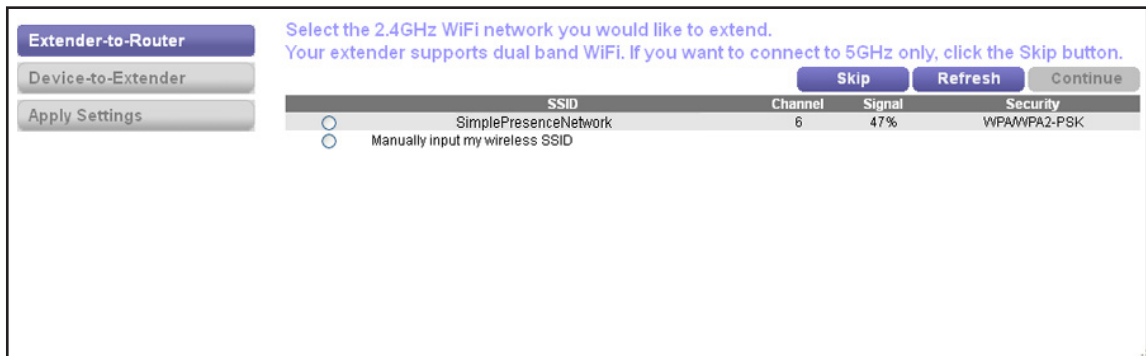 Extender-to-Router
Device-to-Extender
Apply Settings
Select the 2.4GHz WiFi network you would like to extend.
Your extender supports dual band WiFi. If you want to connect to 5GHz only, click the Skip button.
Skip Refresh Continue
SSID Channel Signal Security
SimplePresenceNetwork 6 47% WPA/WPA2-PSK
Manually input my wireless SSID